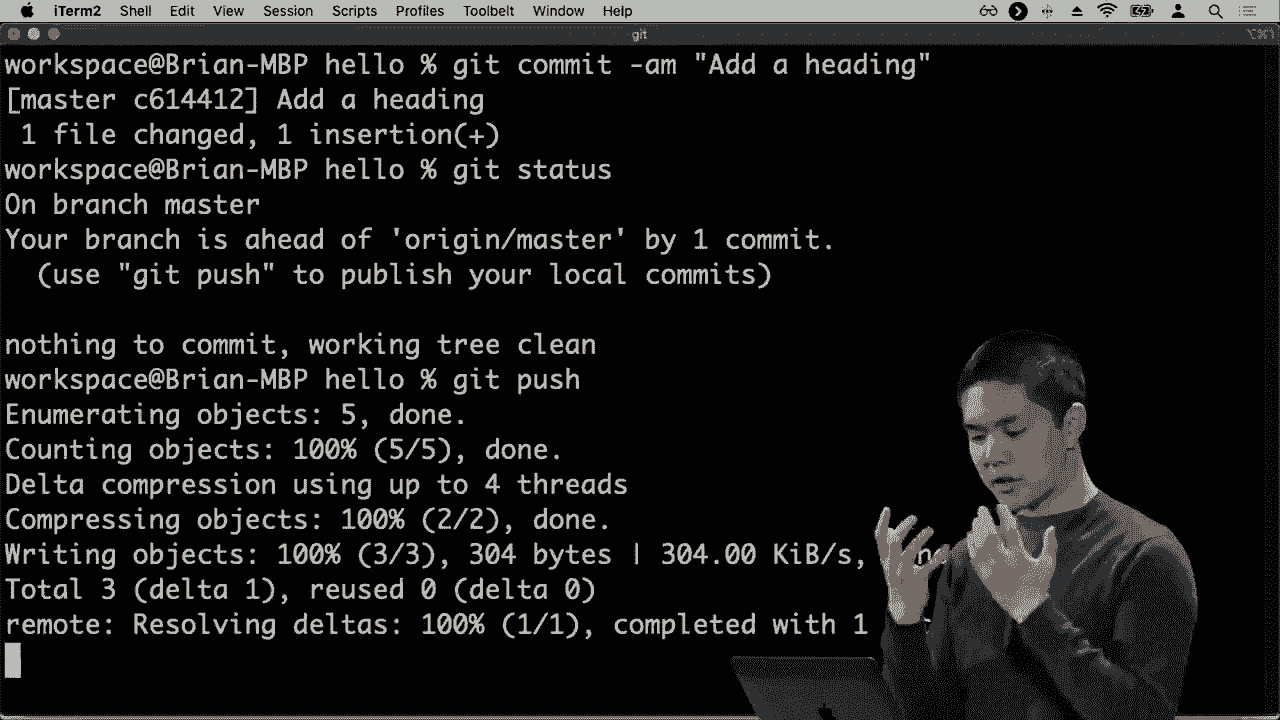 iTerm2 Shell Edit View Session Scripts Profiles Toolbelt Window Help
git
workspace@Brian-MBP hello % git commit -am "Add a heading"
[master c614412] Add a heading
 1 file changed, 1 insertion(+)
workspace@Brian-MBP hello % git status
On branch master
Your branch is ahead of 'origin/master' by 1 commit.
  (use "git push" to publish your local commits)
nothing to commit, working tree clean
workspace@Brian-MBP hello % git push
Enumerating objects: 5, done.
Counting objects: 100% (5/5), done.
Delta compression using up to 4 threads
Compressing objects: 100% (2/2), done.
Writing objects: 100% (3/3), 304 bytes | 304.00 KiB/s,
Total 3 (delta 1), reused 0 (delta 0)
remote: Resolving deltas: 100% (1/1), completed with 1